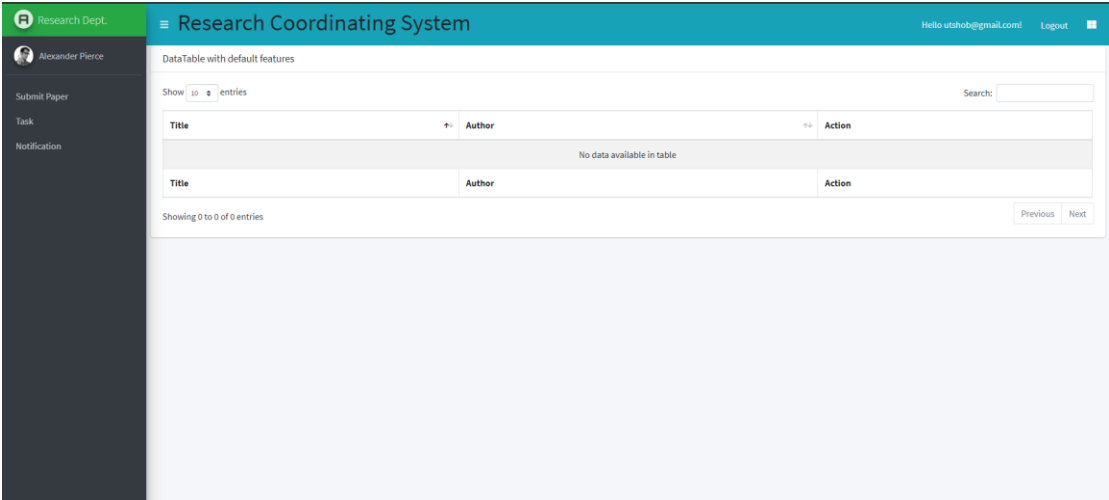 Research Dept.
Research Coordinating System
Hello utshob@gmail.com! Logout
Alexander Pierce
Submit Paper
Task
Notification
DataTable with default features
Show 10 entries
Search:
Title Author Action
No data available in table
Title Author Action
Showing 0 to 0 of 0 entries
Previous Next